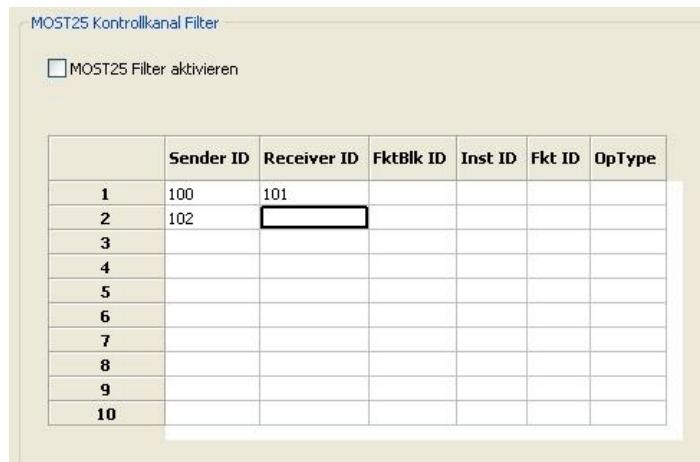 MOST25 Kontrollkanal Filter
MOST25 Filter aktivieren
Sender ID Receiver ID FktBlk ID Inst ID Fkt ID OpType
1 100 101
2 102
3
4
5
6
7
8
9
10